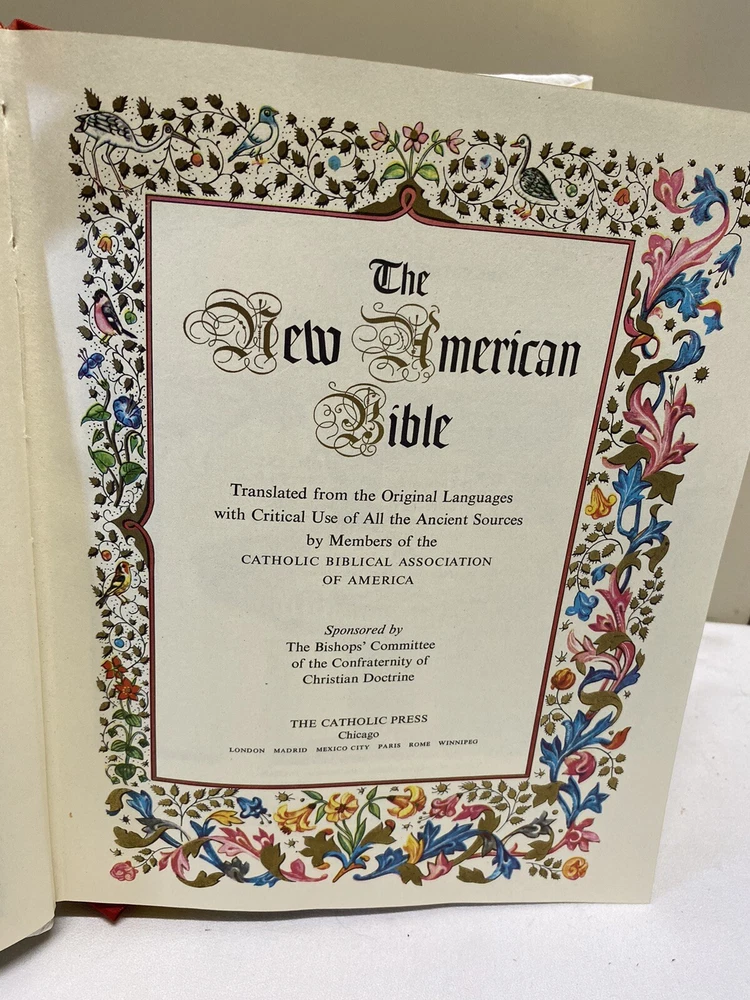 The
New American
Bible
Translated from the Original Languages
with Critical Use of All the Ancient Sources
by Members of the
CATHOLIC BIBLICAL ASSOCIATION
OF AMERICA
Sponsored by
The Bishops' Committee
of the Confraternity of
Christian Doctrine
THE CATHOLIC PRESS
Chicago
LONDON MADRID MEXICO CITY PARIS ROME WINNIPEG